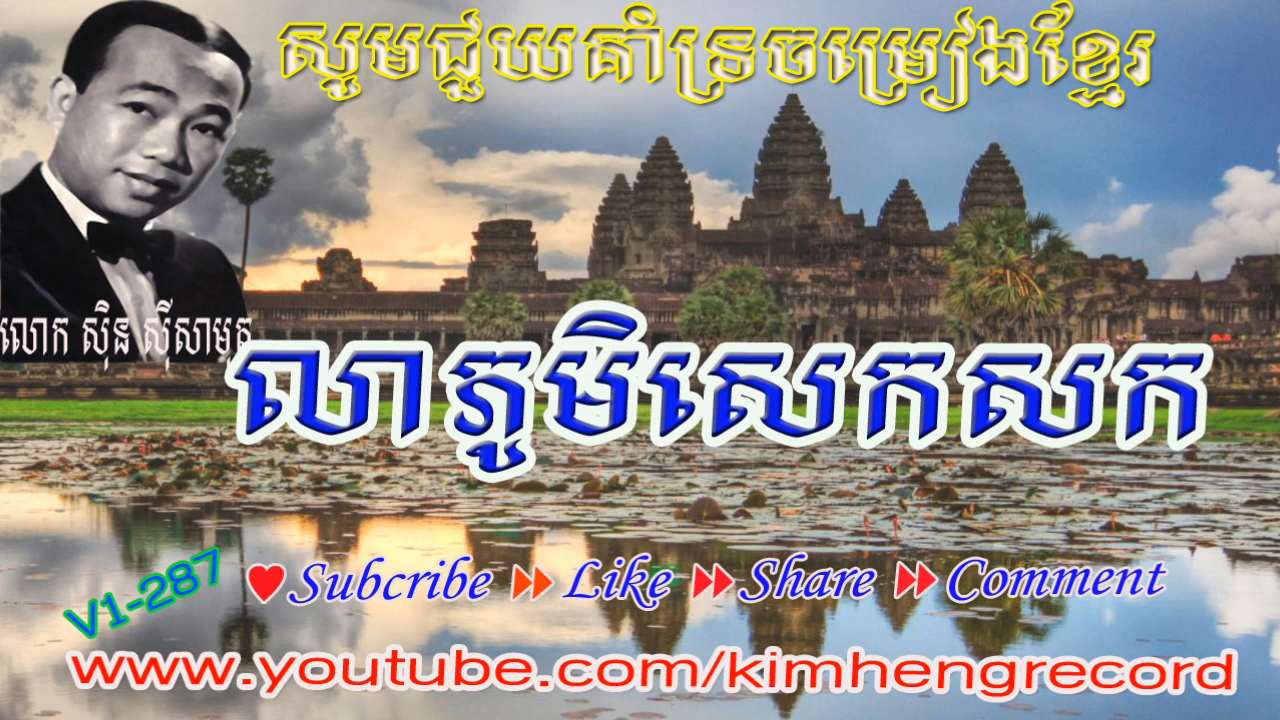 សូមជួយគាំទ្រចម្រៀងខ្មែរ
លោក ស៊ិន ស៊ីសាមុត
លាភូមិសេកសក
V1-287
Subcribe Like Share Comment
www.youtube.com/kimhengrecord